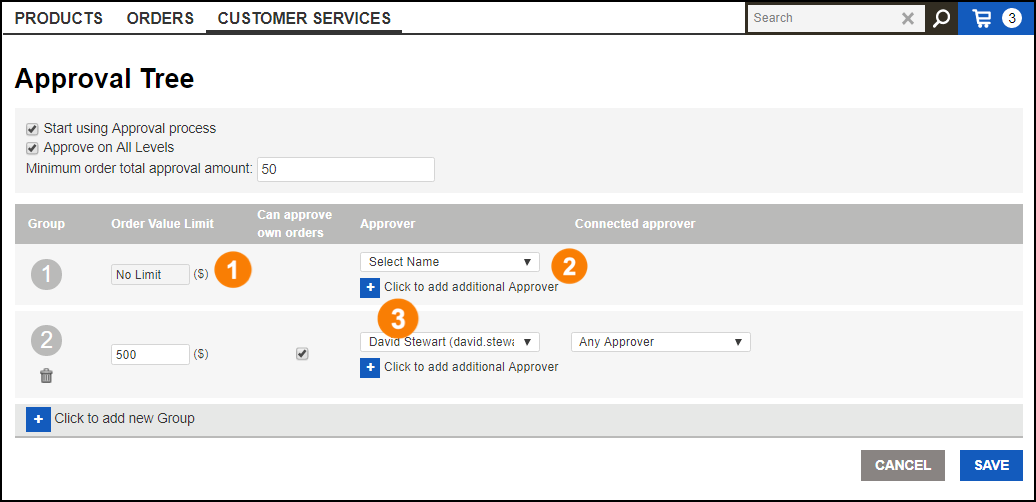 PRODUCTS ORDERS CUSTOMER SERVICES Search 3
Approval Tree
Start using Approval process
Approve on All Levels
Minimum order total approval amount: 50
Group Order Value Limit Can approve own orders Approver Connected approver
1 No Limit ($) 1 Select Name 2
Click to add additional Approver
3
2 500 ($) David Stewart (david.stewa Any Approver
Click to add additional Approver
Click to add new Group
CANCEL SAVE